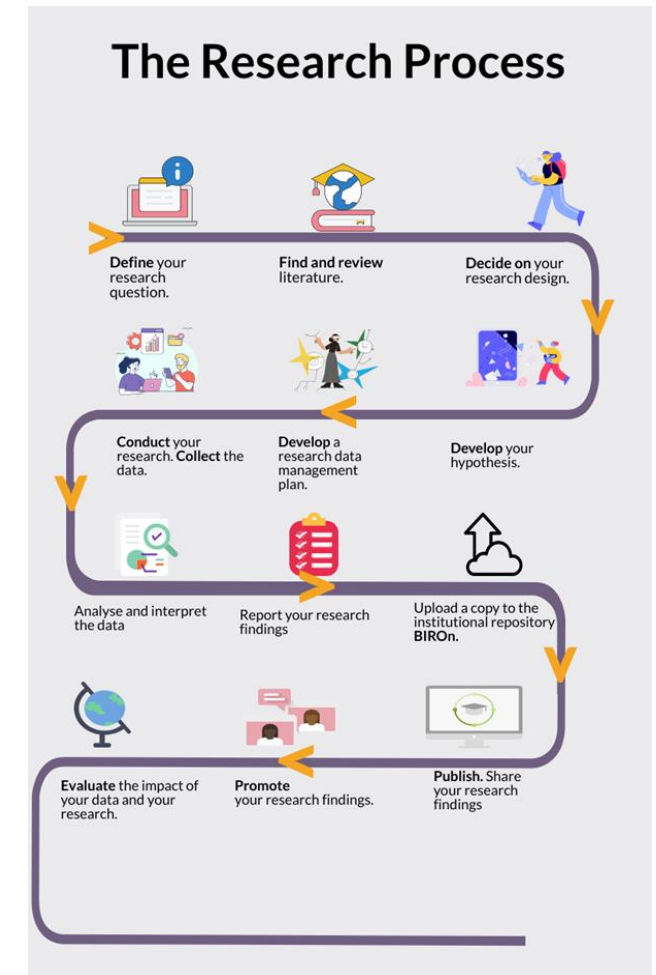 The Research Process
Define your
research
question.
Find and review
literature.
Decide on your
research design.
Develop your
hypothesis.
Develop a
research data
management
plan.
Conduct your
research. Collect the
data.
Analyse and interpret
the data
Report your research
findings
Upload a copy to the
institutional repository
BIROn.
Publish. Share
your research
findings
Promote
your research findings.
Evaluate the impact of
your data and your
research.